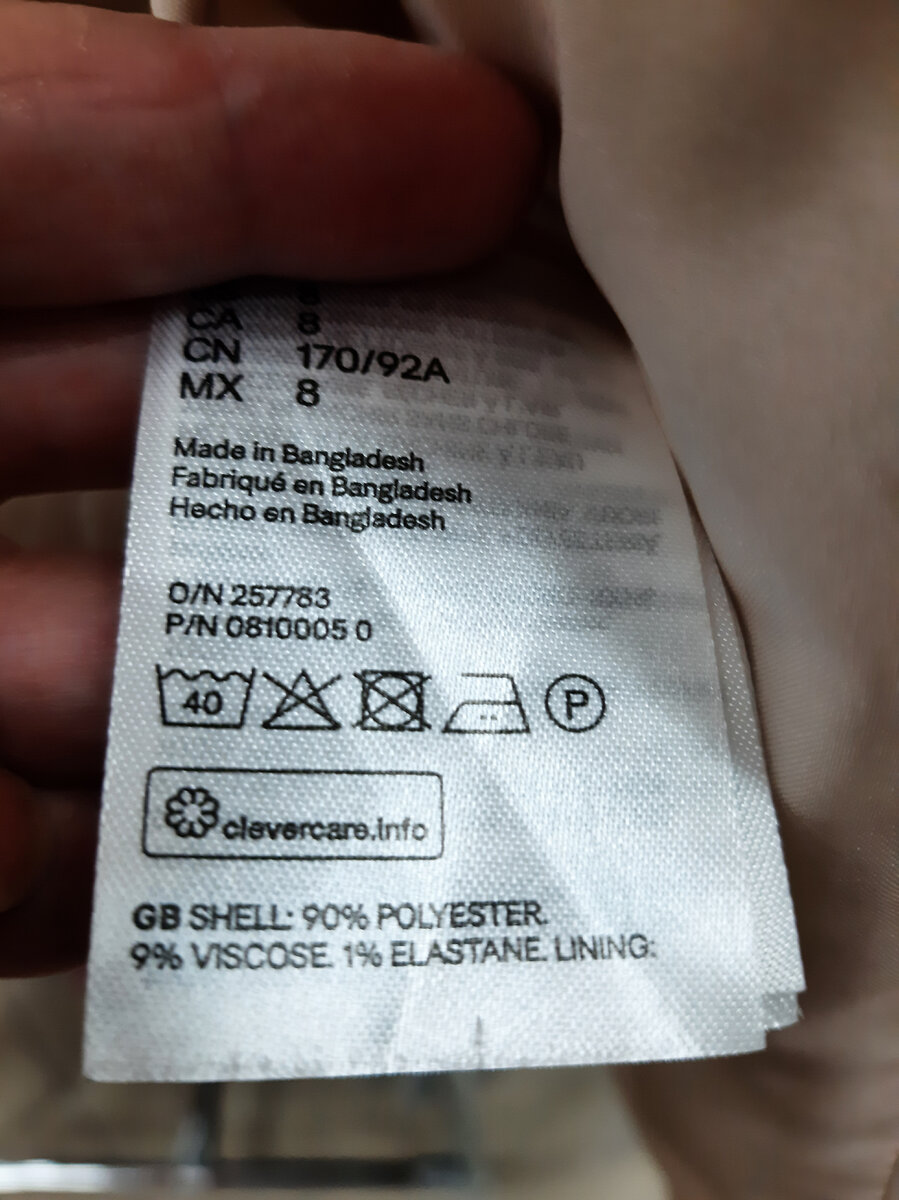 CA 8
CN 170/92A
MX 8
Made in Bangladesh
Fabriqué en Bangladesh
Hecho en Bangladesh
O/N 257783
P/N 0810005 0
40
P
clevercare.info
GB SHELL: 90% POLYESTER.
9% VISCOSE. 1% ELASTANE. LINING: